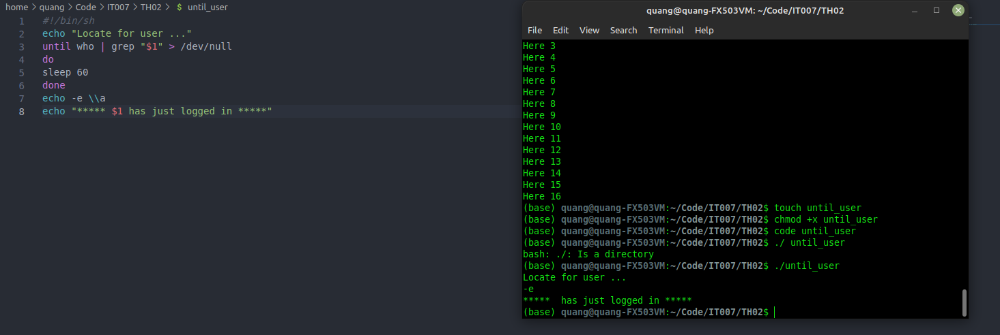 home > quang > Code > IT007 > TH02 > $ until_user
1 #!/bin/sh
2 echo "Locate for user ..."
3 until who | grep "$1" > /dev/null
4 do
5 sleep 60
6 done
7 echo -e \\a
8 echo "***** $1 has just logged in *****"
quang@quang-FX503VM: ~/Code/IT007/TH02
File Edit View Search Terminal Help
Here 3
Here 4
Here 5
Here 6
Here 7
Here 8
Here 9
Here 10
Here 11
Here 12
Here 13
Here 14
Here 15
Here 16
(base) quang@quang-FX503VM:~/Code/IT007/TH02$ touch until_user
(base) quang@quang-FX503VM:~/Code/IT007/TH02$ chmod +x until_user
(base) quang@quang-FX503VM:~/Code/IT007/TH02$ code until_user
(base) quang@quang-FX503VM:~/Code/IT007/TH02$ ./ until_user
bash: ./: Is a directory
(base) quang@quang-FX503VM:~/Code/IT007/TH02$ ./until_user
Locate for user ...
-e
*****  has just logged in *****
(base) quang@quang-FX503VM:~/Code/IT007/TH02$